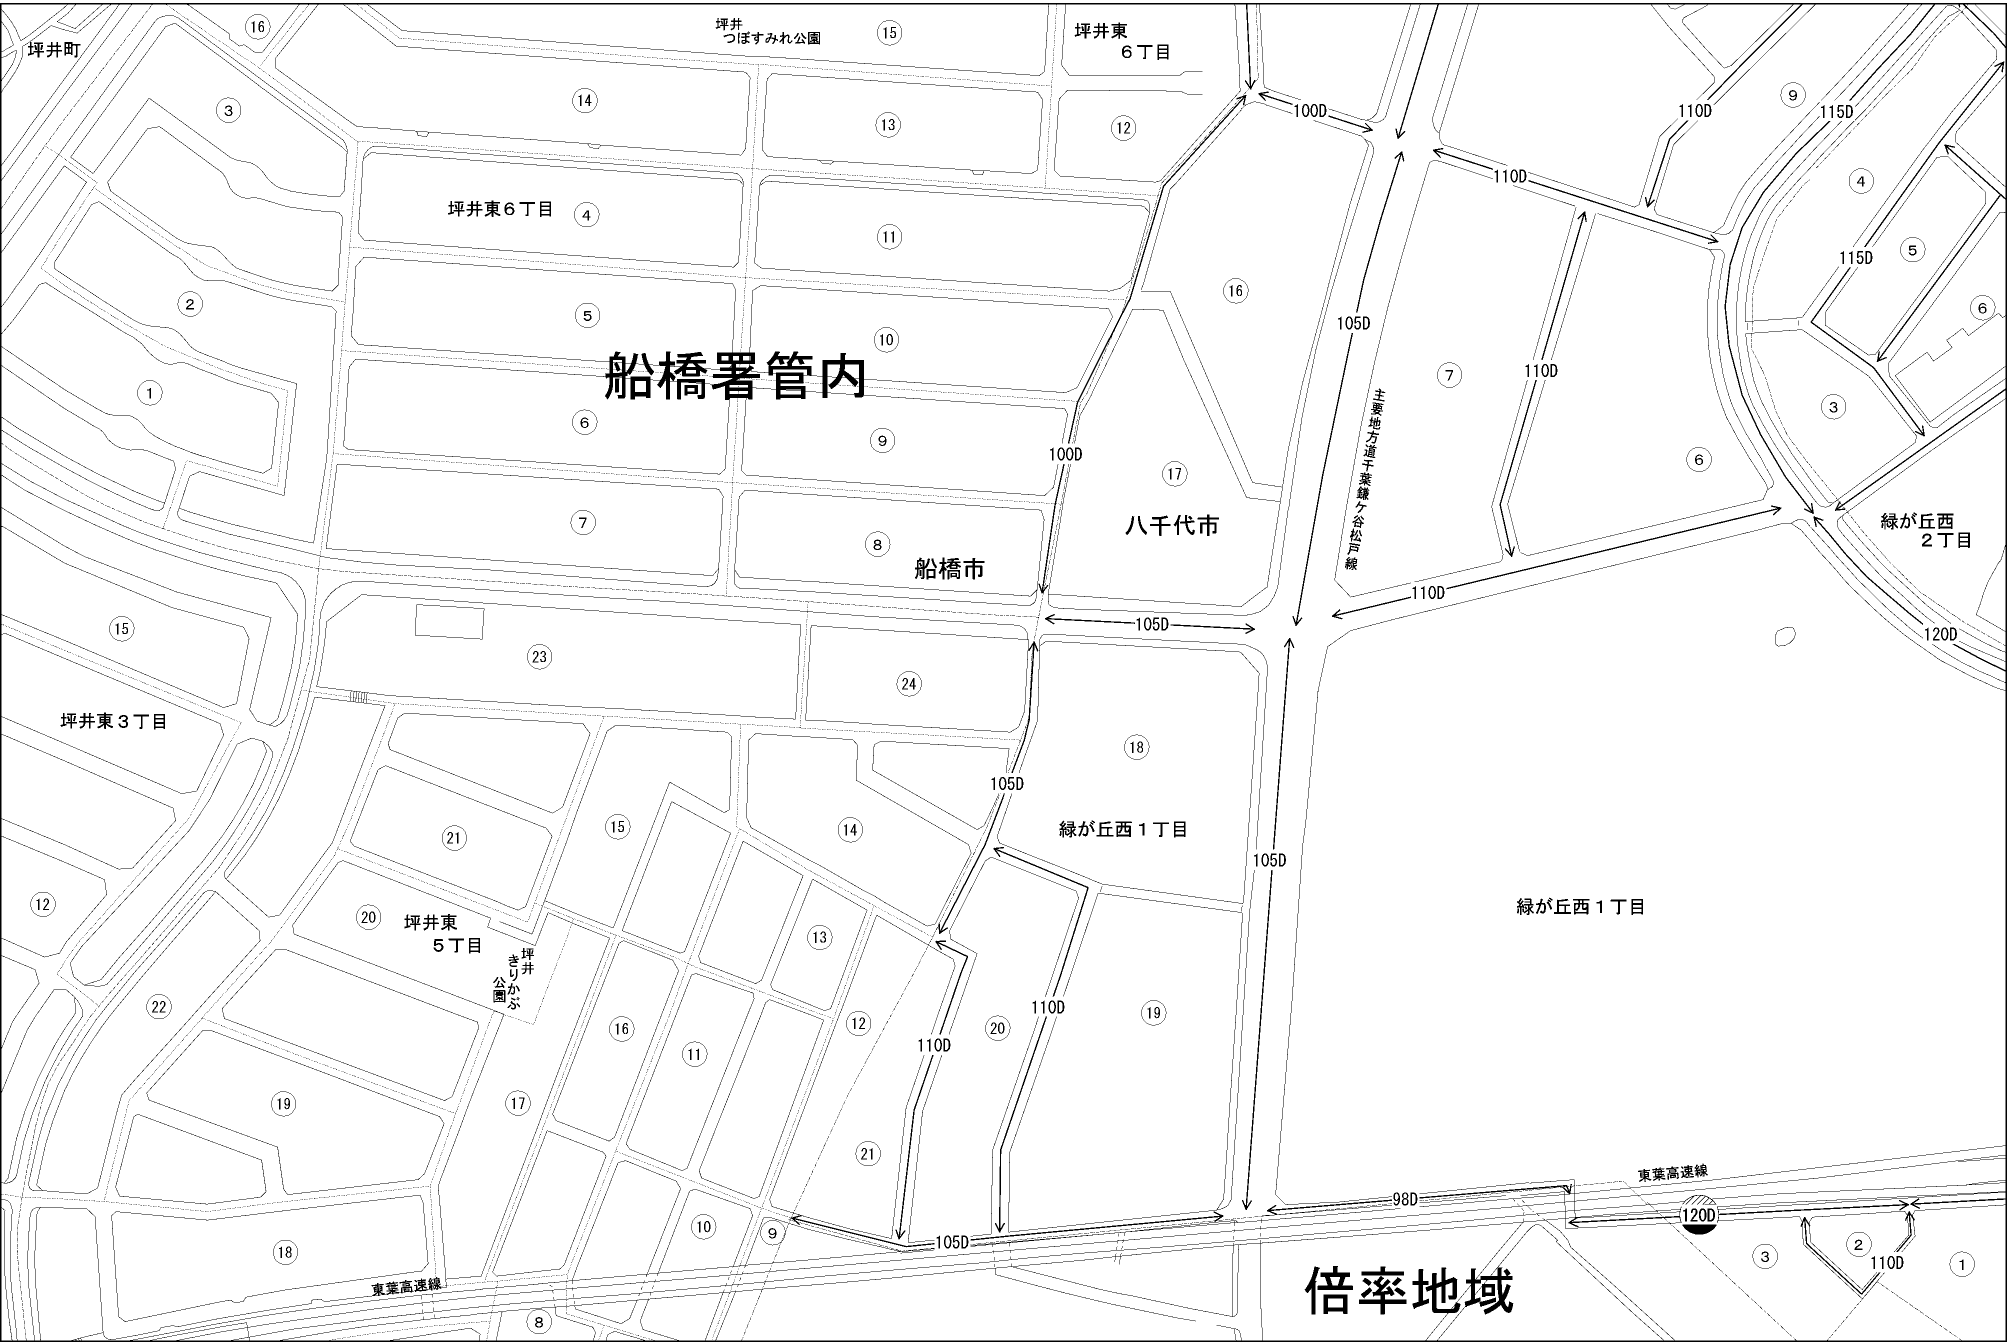 坪井町
16
坪井
つぼすみれ公園
15
坪井東
６丁目
3
14
13
12
100D
110D
9
115D
坪井東６丁目
4
11
16
110D
4
5
115D
2
5
10
105D
6
船橋署管内
1
6
9
7
110D
3
主要地方道千葉鎌ケ谷松戸線
100D
17
6
7
8
八千代市
船橋市
緑が丘西
２丁目
110D
105D
120D
15
23
24
坪井東３丁目
18
105D
21
15
14
緑が丘西１丁目
105D
12
20
坪井東
５丁目
13
緑が丘西１丁目
坪井
きりかぶ
公園
22
16
11
12
110D
20
110D
19
19
17
21
東葉高速線
98D
120D
18
10
9
105D
3
2
110D
1
東葉高速線
倍率地域
8